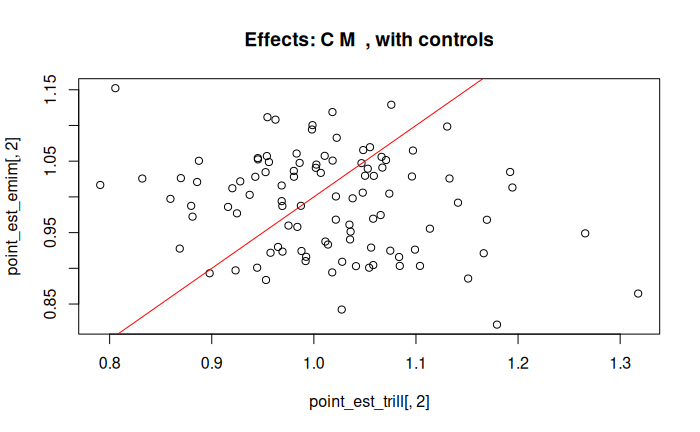 Effects: C M  , with controls
point_est_emim[, 2]
1.15
1.05
0.95
0.85
0.8 0.9 1.0 1.1 1.2 1.3
point_est_trill[, 2]